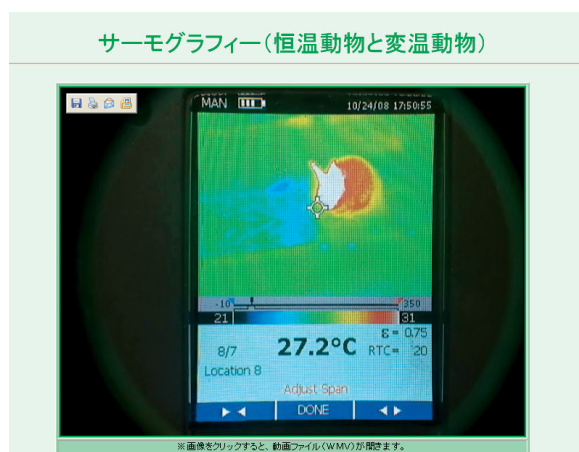 サーモグラフィー（恒温動物と変温動物）
MAN
10/24/08 17:50:55
-10 350
21 31
ε= 0.75
8/7 27.2°C RTC= 20
Location 8
Adjust Span
DONE
※画像をクリックすると、動画ファイル（WMV）が開きます。